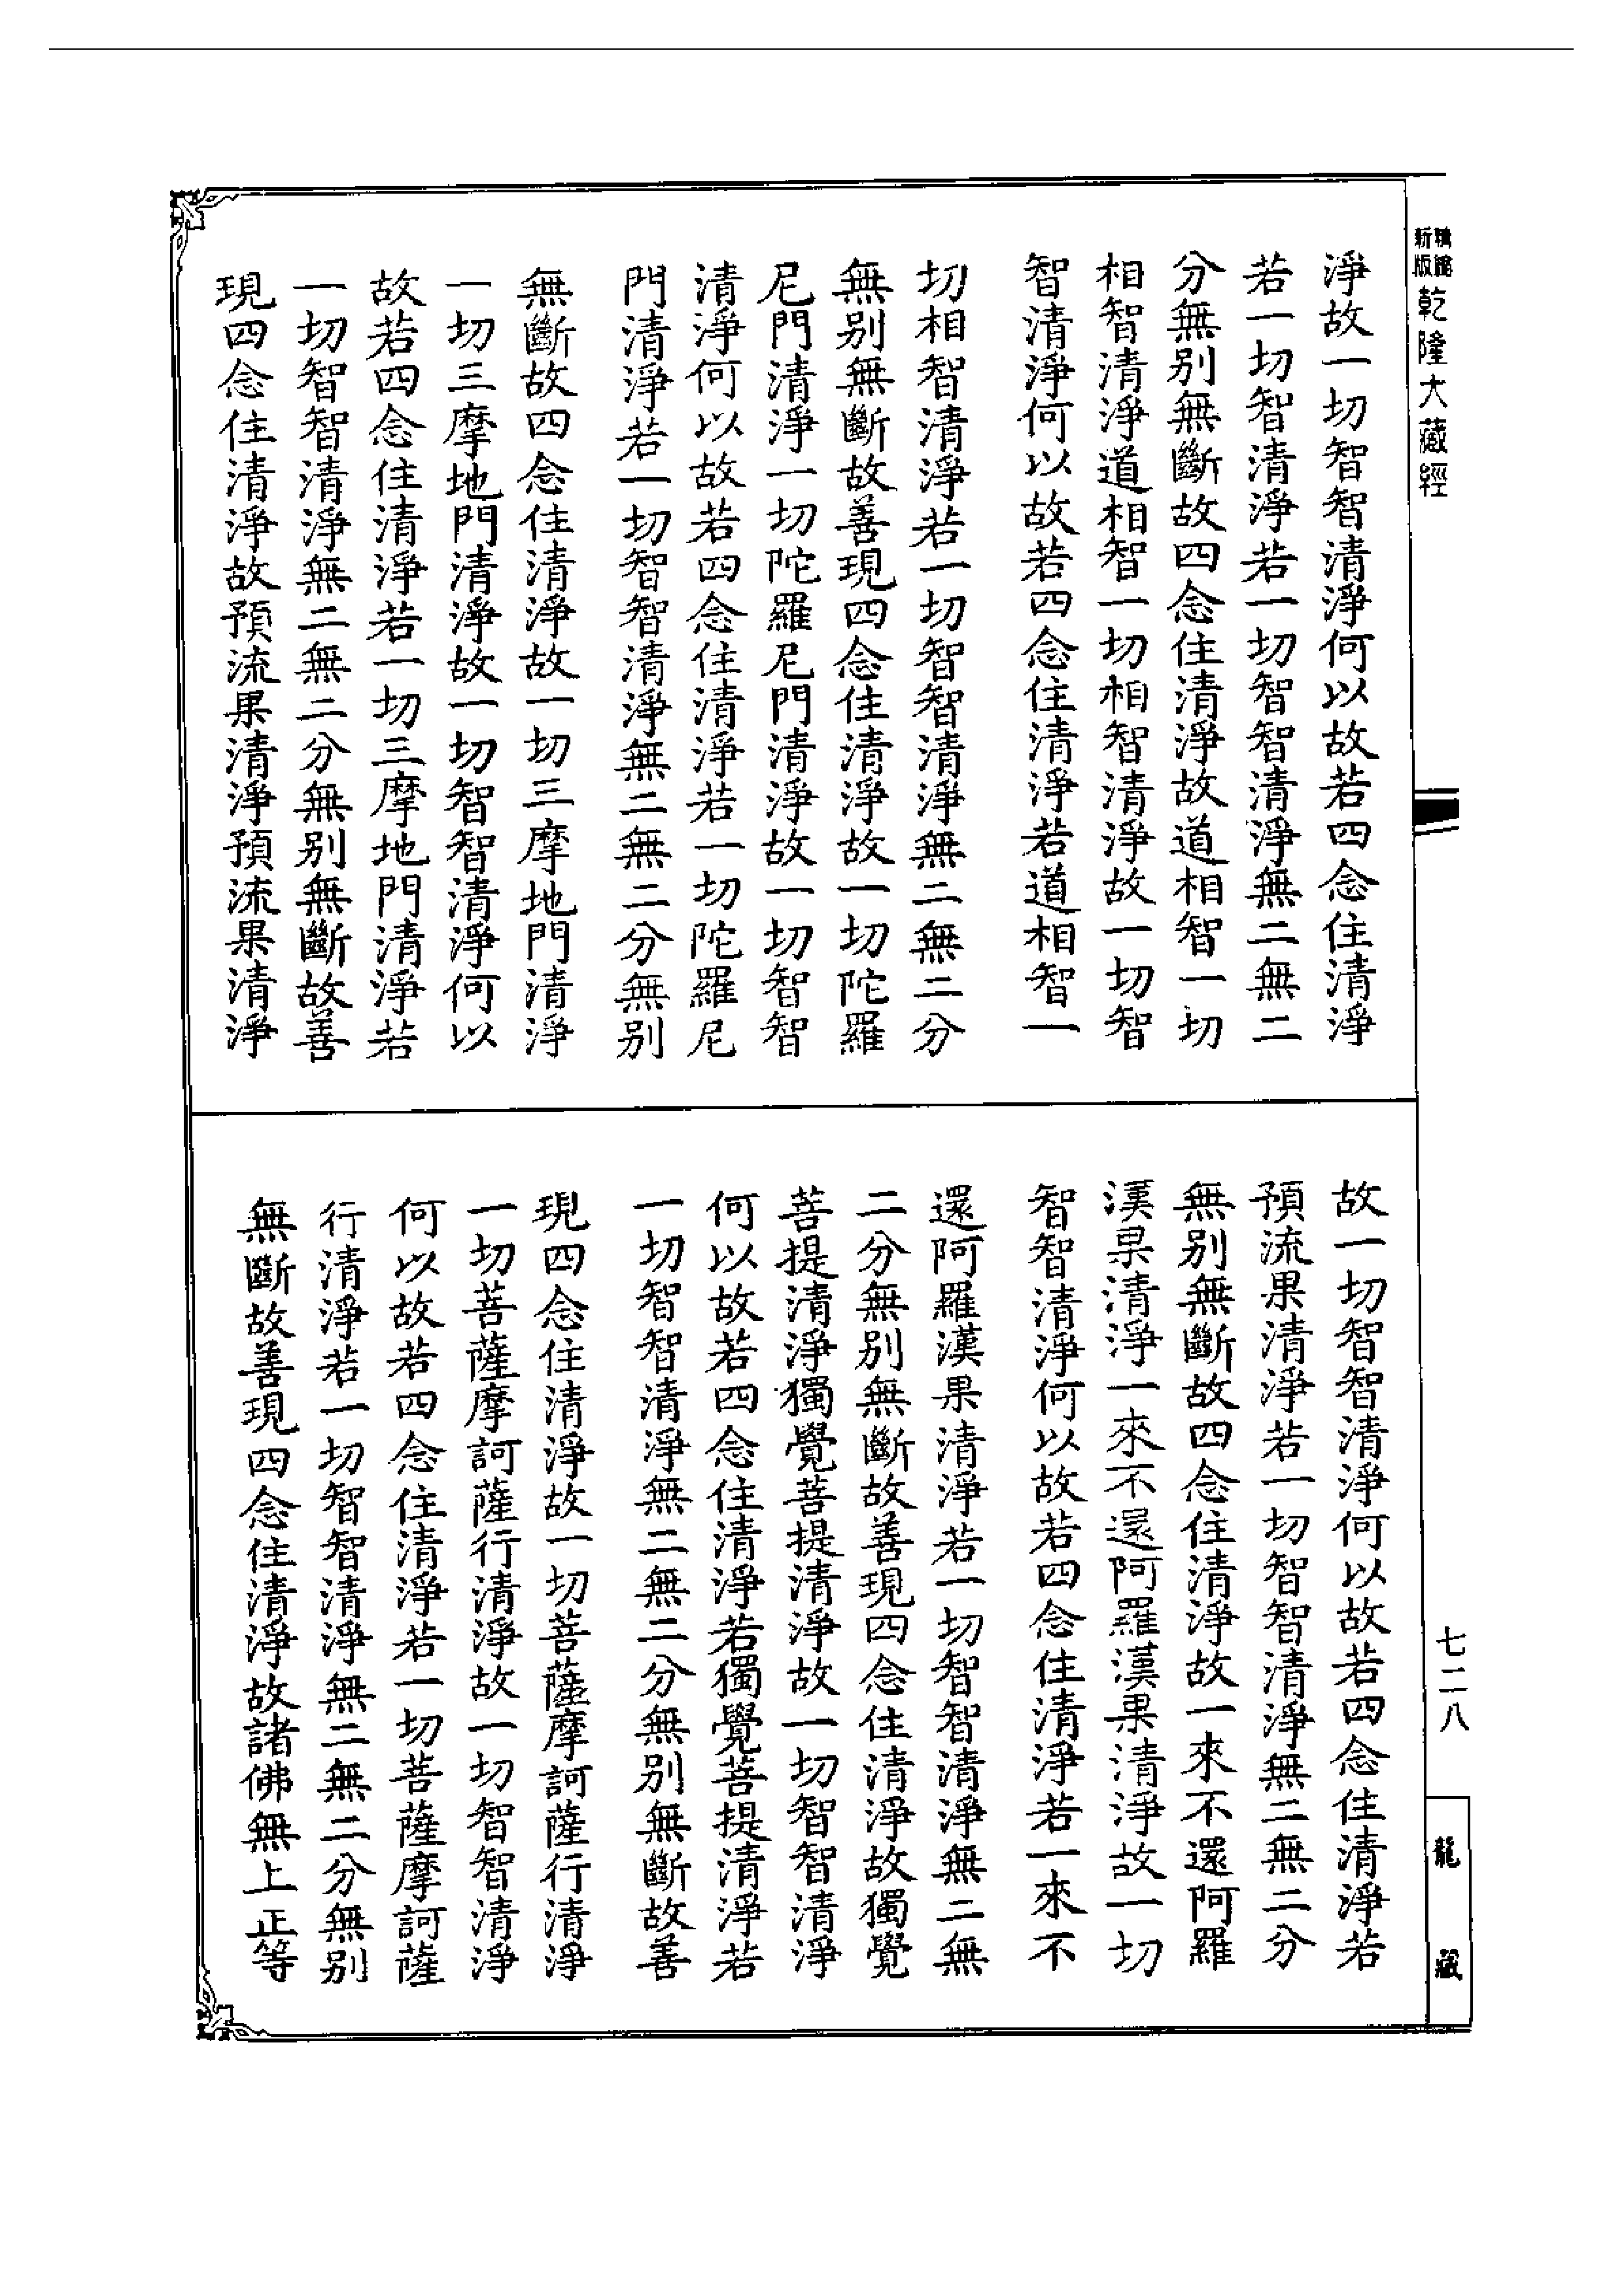 新版
乾隆大藏經
淨故一切智智清淨何以故若四念住清淨
若一切智清淨若一切智智清淨無二無二
分無別無斷故四念住清淨故道相智一切
相智清淨道相智一切相智清淨故一切智
智清淨何以故若四念住清淨若道相智一
切相智清淨若一切智智清淨無二無二分
無別無斷故善現四念住清淨故一切陀羅
尼門清淨一切陀羅尼門清淨故一切智智
清淨何以故若四念住清淨若一切陀羅尼
門清淨若一切智智清淨無二無二分無別
無斷故四念住清淨故一切三摩地門清淨
一切三摩地門清淨故一切智智清淨何以
故若四念住清淨若一切三摩地門清淨若
一切智智清淨無二無二分無別無斷故善
現四念住清淨故預流果清淨預流果清淨
故一切智智清淨何以故若四念住清淨若
預流果清淨若一切智智清淨無二無二分
無別無斷故四念住清淨故一來不還阿羅
漢果清淨一來不還阿羅漢果清淨故一切
智智清淨何以故若四念住清淨若一來不
還阿羅漢果清淨若一切智智清淨無二無
二分無別無斷故善現四念住清淨故獨覺
菩提清淨獨覺菩提清淨故一切智智清淨
何以故若四念住清淨若獨覺菩提清淨若
一切智智清淨無二無二分無別無斷故善
現四念住清淨故一切菩薩摩訶薩行清淨
一切菩薩摩訶薩行清淨故一切智智清淨
何以故若四念住清淨若一切菩薩摩訶薩
行清淨若一切智智清淨無二無二分無別
無斷故善現四念住清淨故諸佛無上正等
七二八
龍藏